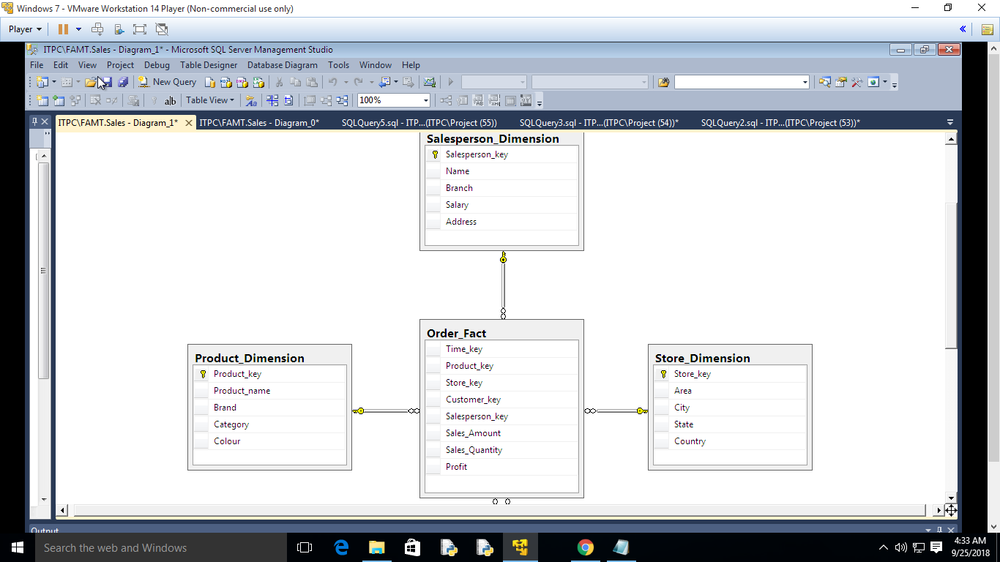 Windows 7 - VMware Workstation 14 Player (Non-commercial use only)
Player
ITPC\FAMT.Sales - Diagram_1* - Microsoft SQL Server Management Studio
File Edit View Project Debug Table Designer Database Diagram Tools Window Help
New Query
ab Table View 100%
ITPC\FAMT.Sales - Diagram_1* ITPC\FAMT.Sales - Diagram_0* SQLQuery5.sql - ITP...(ITPC\Project (55)) SQLQuery3.sql - ITP...(ITPC\Project (54))* SQLQuery2.sql - ITP...(ITPC\Project (53))*
Salesperson_Dimension
Salesperson_key
Name
Branch
Salary
Address
Product_Dimension
Product_key
Product_name
Brand
Category
Colour
Order_Fact
Time_key
Product_key
Store_key
Customer_key
Salesperson_key
Sales_Amount
Sales_Quantity
Profit
Store_Dimension
Store_key
Area
City
State
Country
Output
Search the web and Windows
4:33 AM
9/25/2018